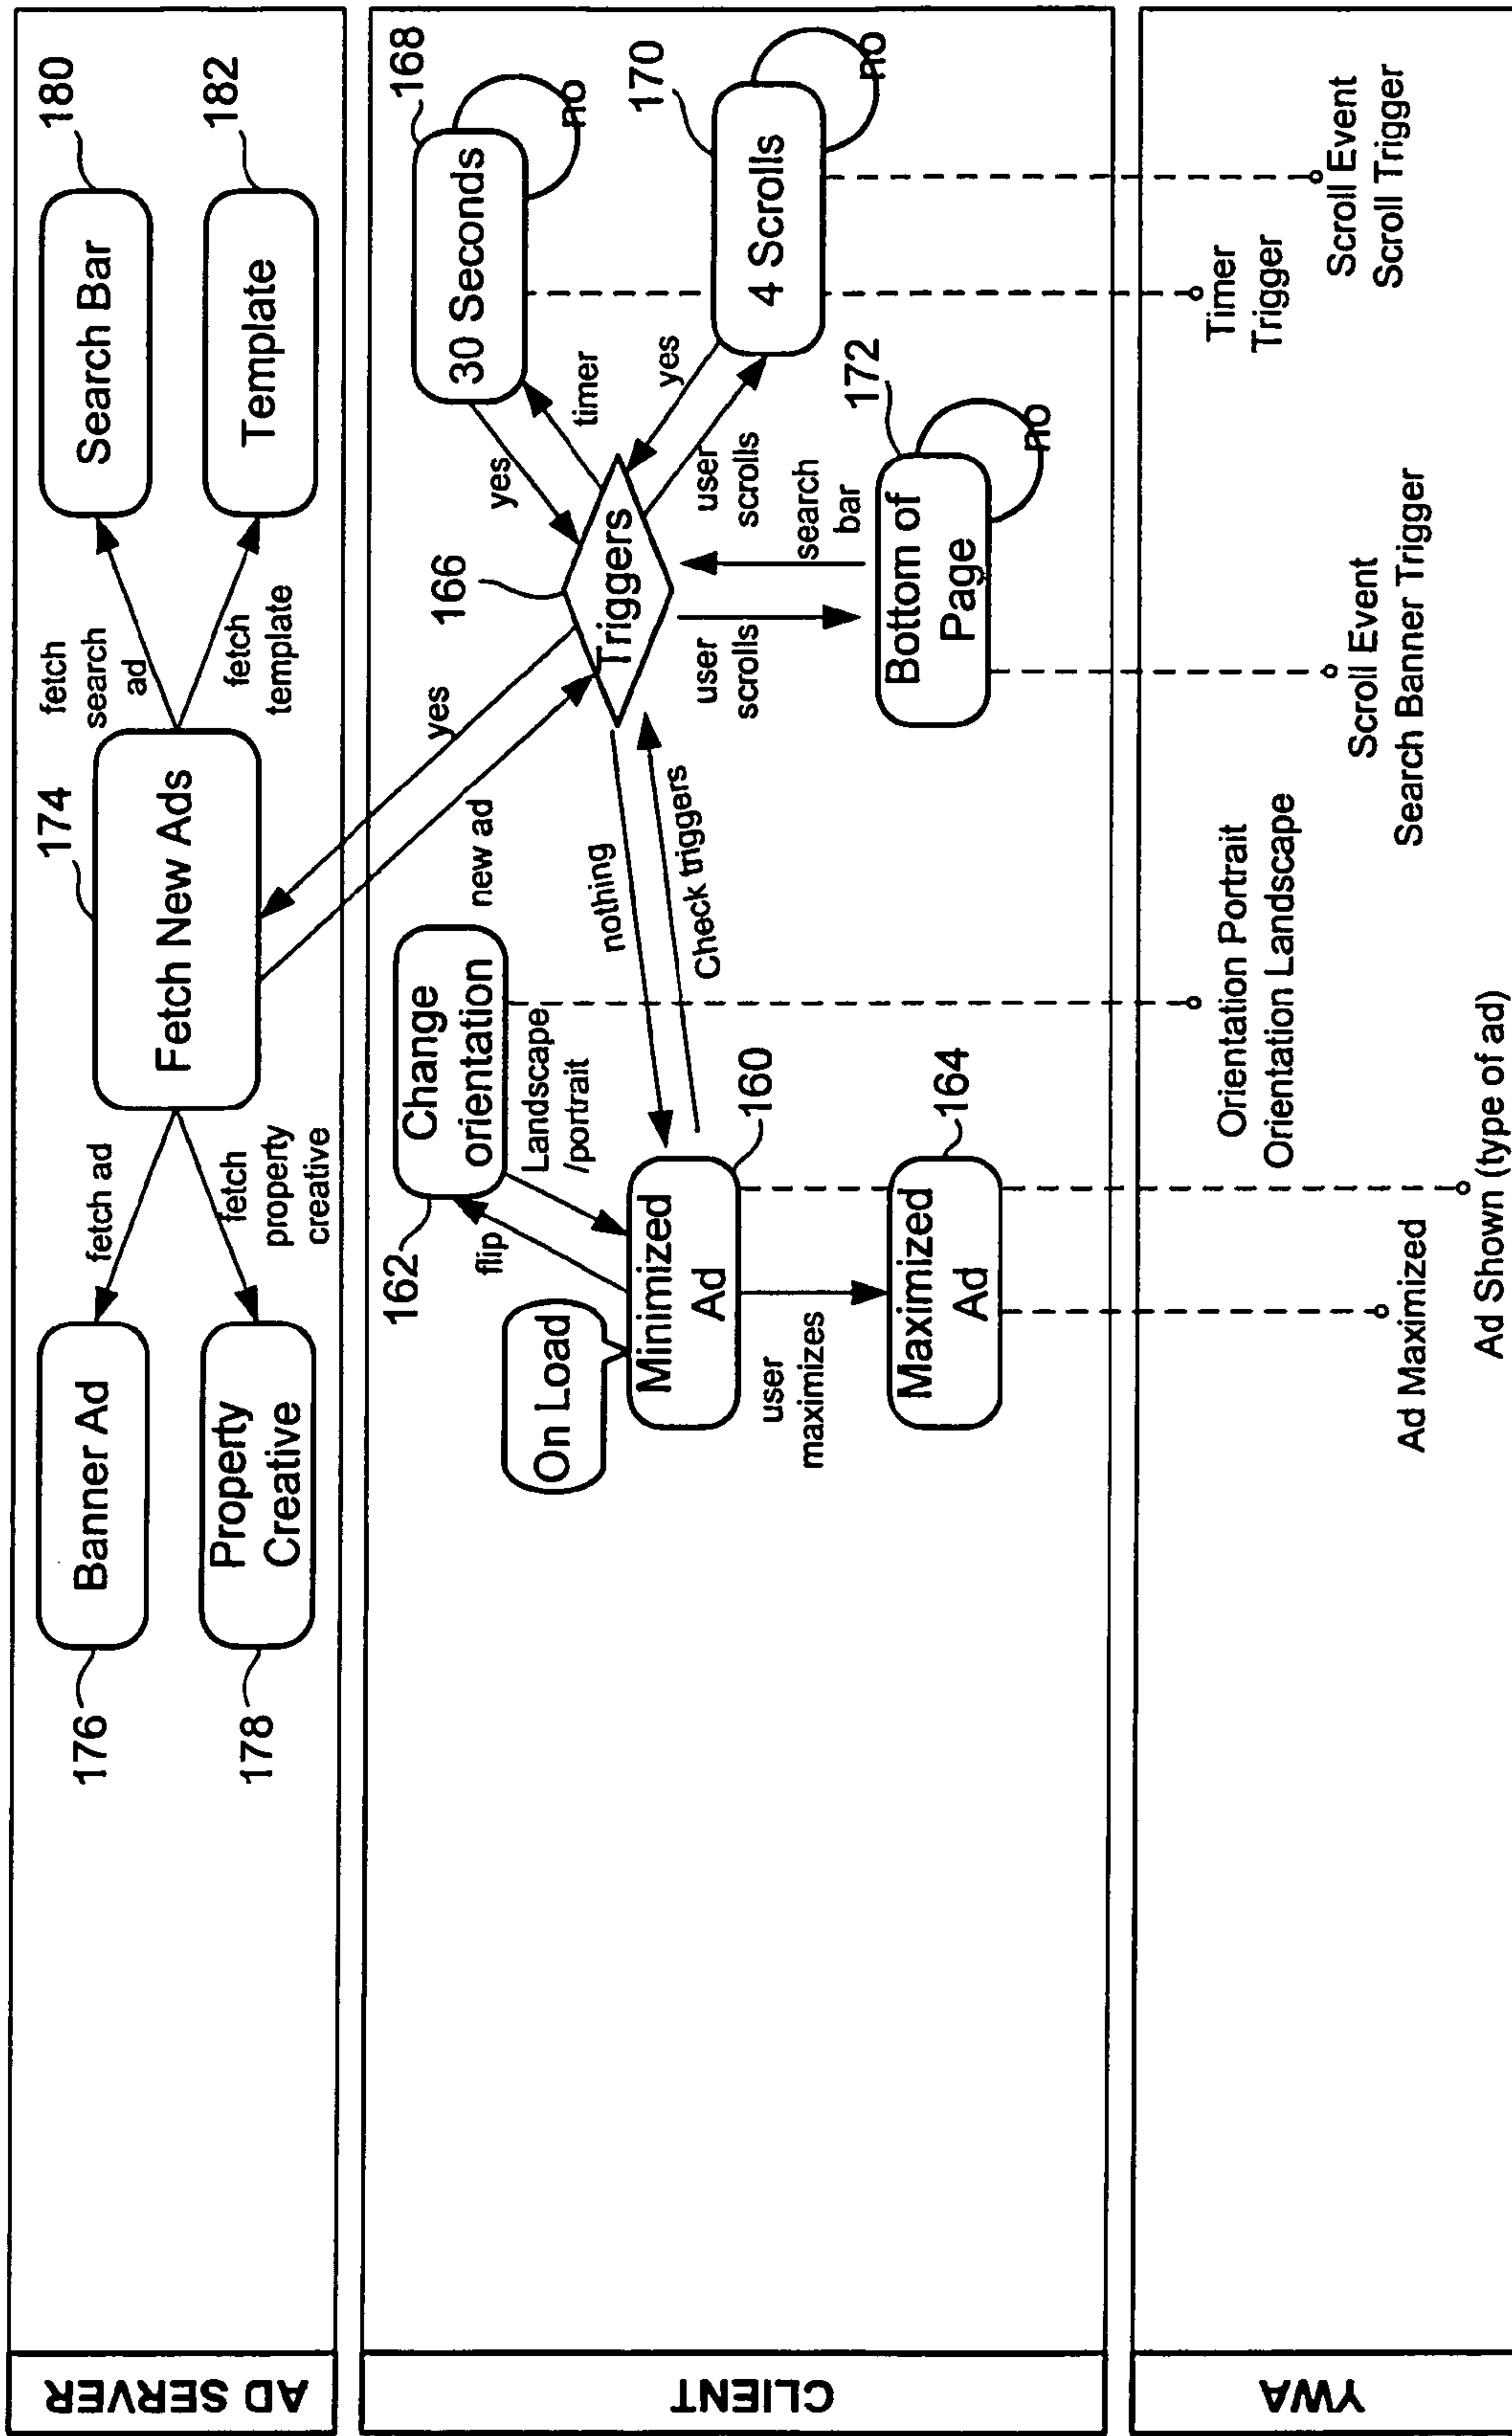 AD SERVER
176
Banner Ad
178
Property
Creative
fetch ad
fetch
property
creative
174
Fetch New Ads
fetch
search
ad
fetch
template
180
Search Bar
182
Template
CLIENT
162
Change
orientation
On Load
flip
Landscape
/portrait
Minimized
Ad
160
user
maximizes
Maximized
Ad
164
new ad
yes
nothing
Check triggers
166
Triggers
yes
timer
168
30 Seconds
no
yes
user
scrolls
170
4 Scrolls
no
user
scrolls
search
bar
172
Bottom of
Page
no
YWA
Ad Maximized
Ad Shown (type of ad)
Orientation Portrait
Orientation Landscape
Scroll Event
Search Banner Trigger
Timer
Trigger
Scroll Event
Scroll Trigger